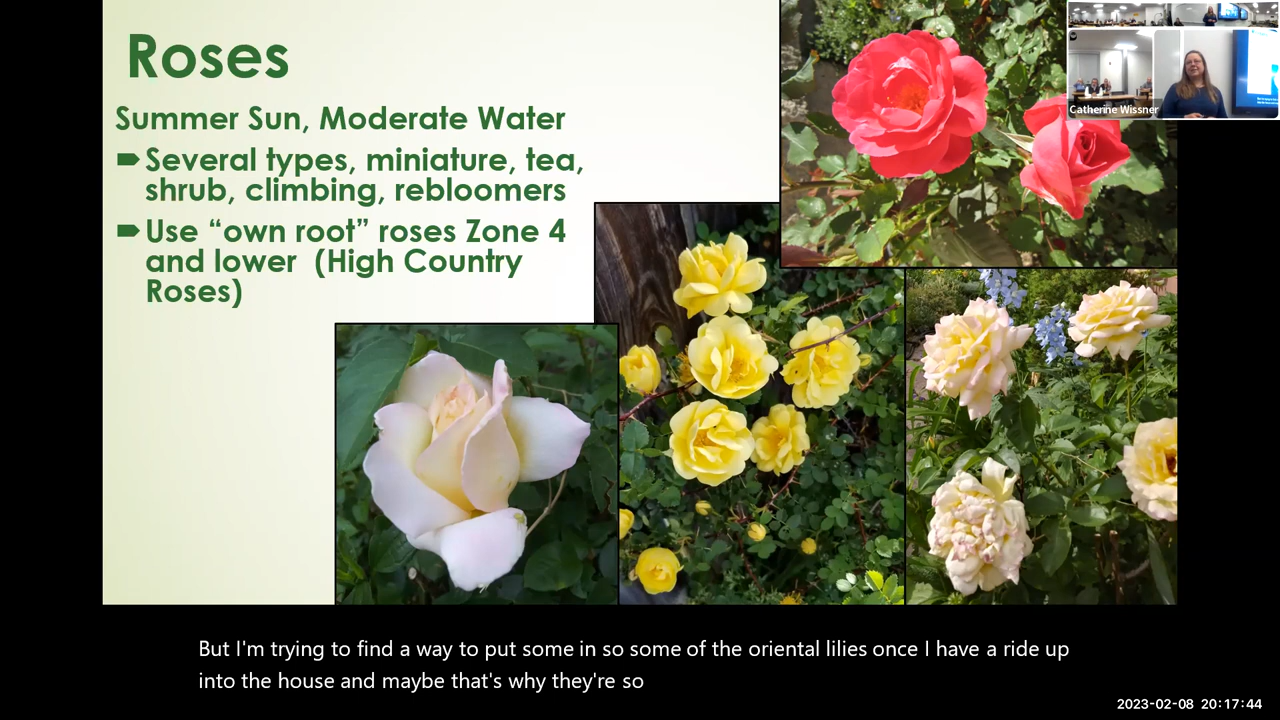 Roses
Summer Sun, Moderate Water
Several types, miniature, tea,
shrub, climbing, rebloomers
Use “own root” roses Zone 4
and lower (High Country
Roses)
Catherine Wissner
But I'm trying to find a way to put some in so some of the oriental lilies once I have a ride up
into the house and maybe that's why they're so
2023-02-08 20:17:44